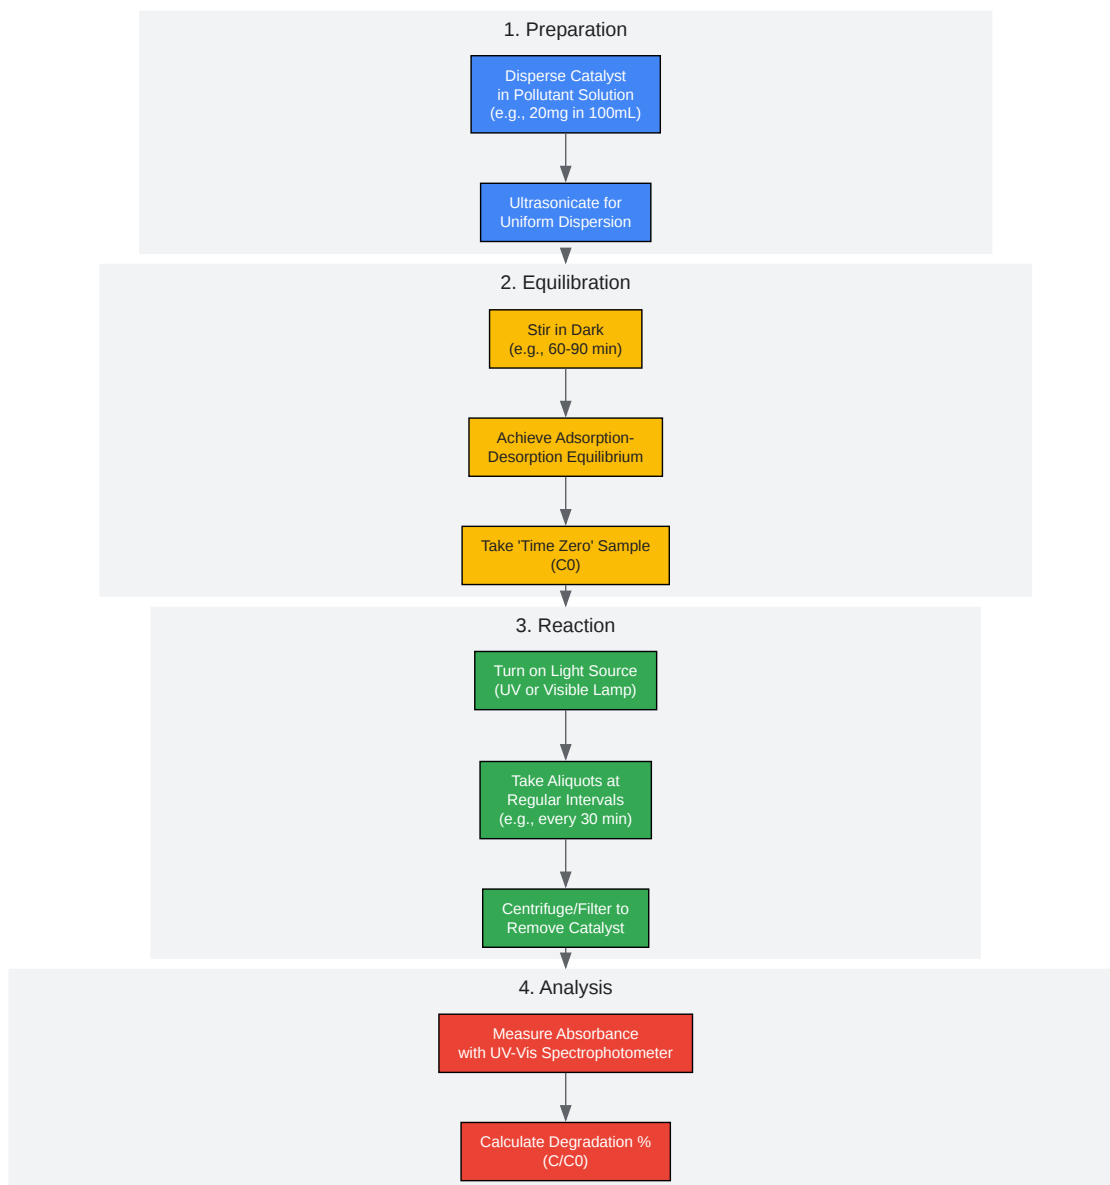 1. Preparation
Disperse Catalyst
in Pollutant Solution
(e.g., 20mg in 100mL)
Ultrasonicate for
Uniform Dispersion
2. Equilibration
Stir in Dark
(e.g., 60-90 min)
Achieve Adsorption-
Desorption Equilibrium
Take 'Time Zero' Sample
(C0)
3. Reaction
Turn on Light Source
(UV or Visible Lamp)
Take Aliquots at
Regular Intervals
(e.g., every 30 min)
Centrifuge/Filter to
Remove Catalyst
4. Analysis
Measure Absorbance
with UV-Vis Spectrophotometer
Calculate Degradation %
(C/C0)